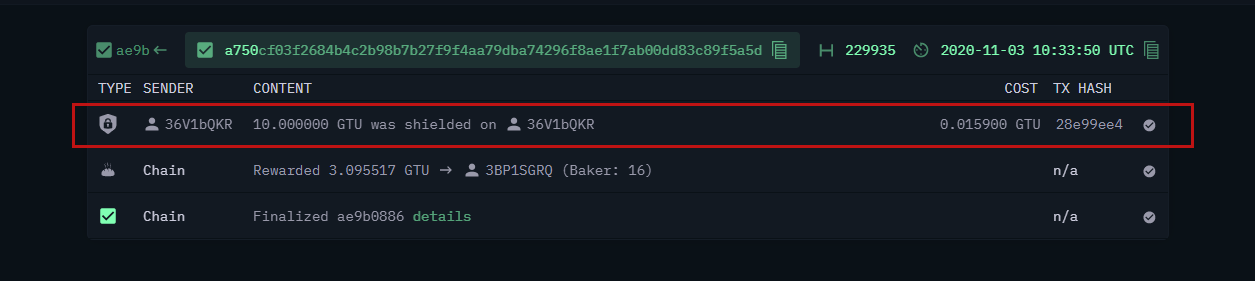 ae9b a750cf03f2684b4c2b98b7b27f9f4aa79dba74296f8ae1f7ab00dd83c89f5a5d 229935 2020-11-03 10:33:50 UTC
TYPE SENDER CONTENT COST TX HASH
36V1bQKR 10.000000 GTU was shielded on 36V1bQKR 0.015900 GTU 28e99ee4
Chain Rewarded 3.095517 GTU → 3BP1SGRQ (Baker: 16) n/a
Chain Finalized ae9b0886 details n/a